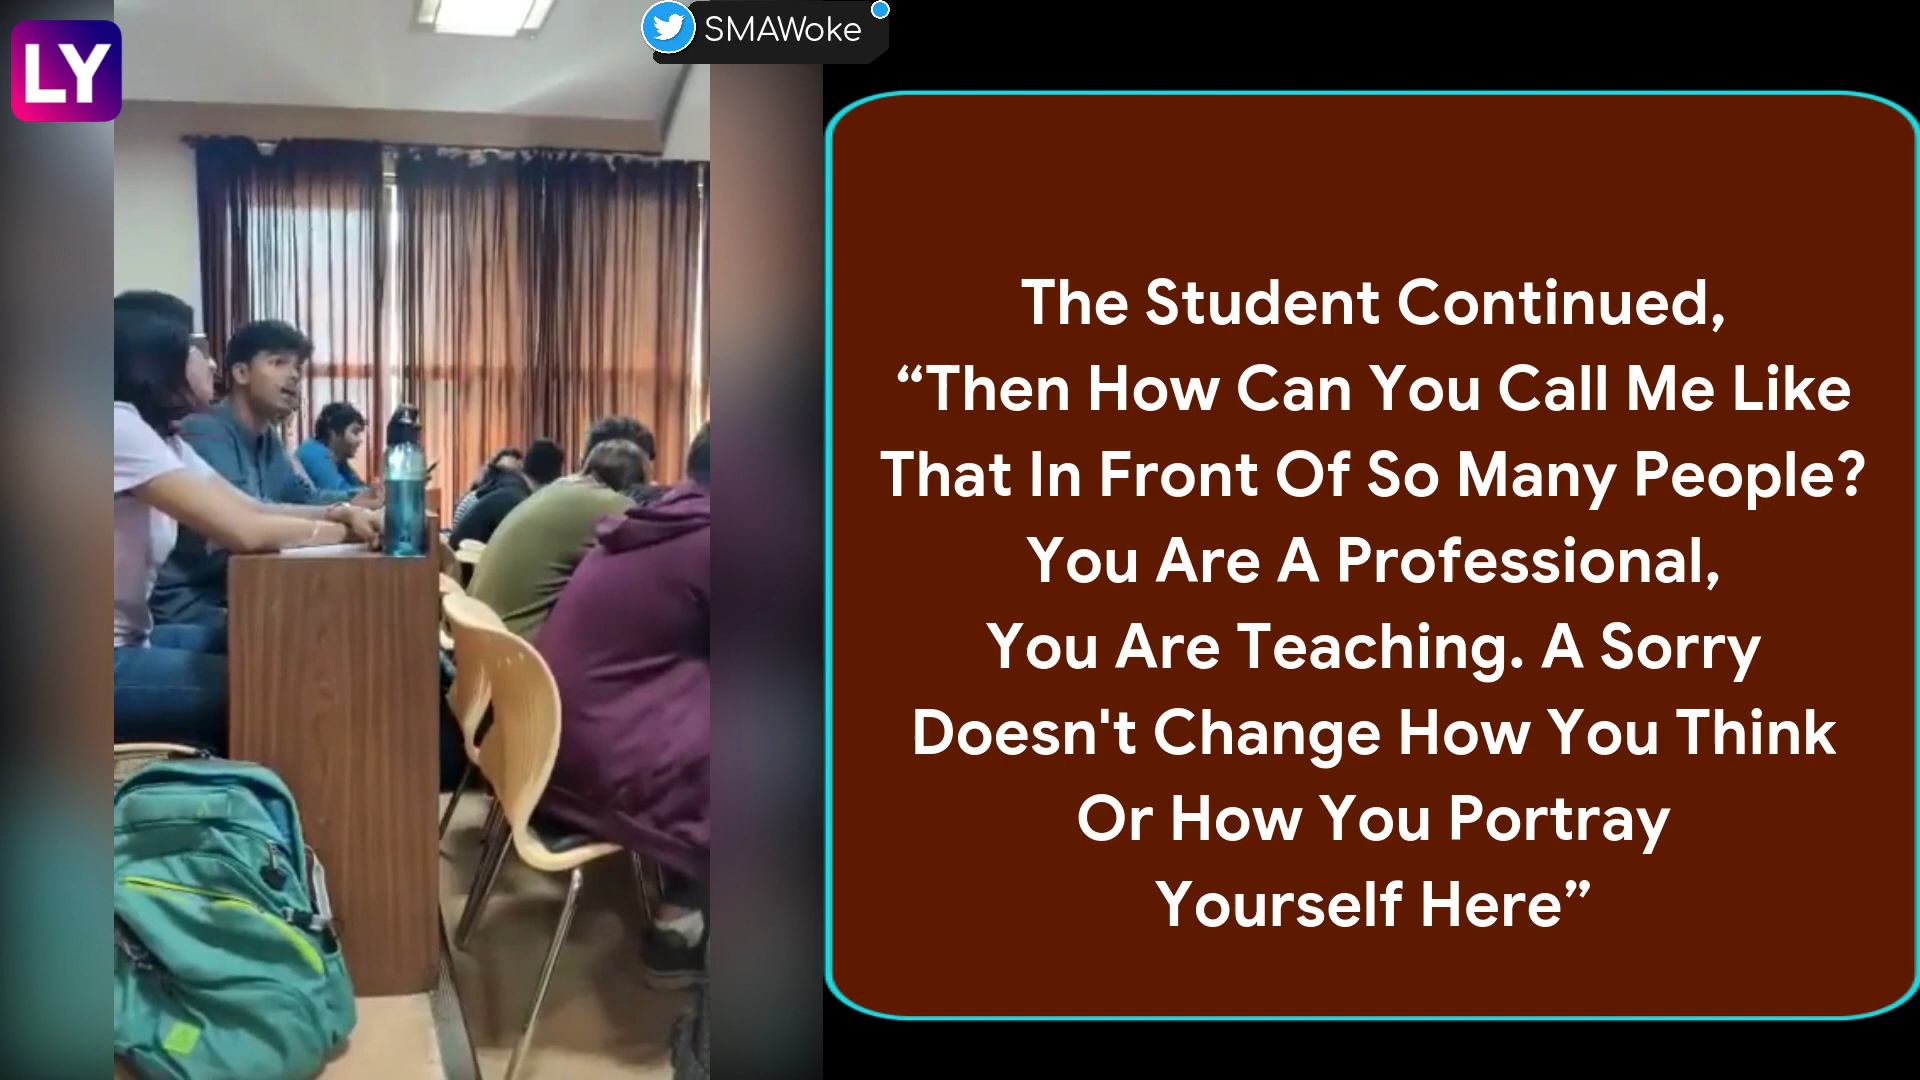 LY
SMAWoke
The Student Continued,
“Then How Can You Call Me Like
That In Front Of So Many People?
You Are A Professional,
You Are Teaching. A Sorry
Doesn't Change How You Think
Or How You Portray
Yourself Here”